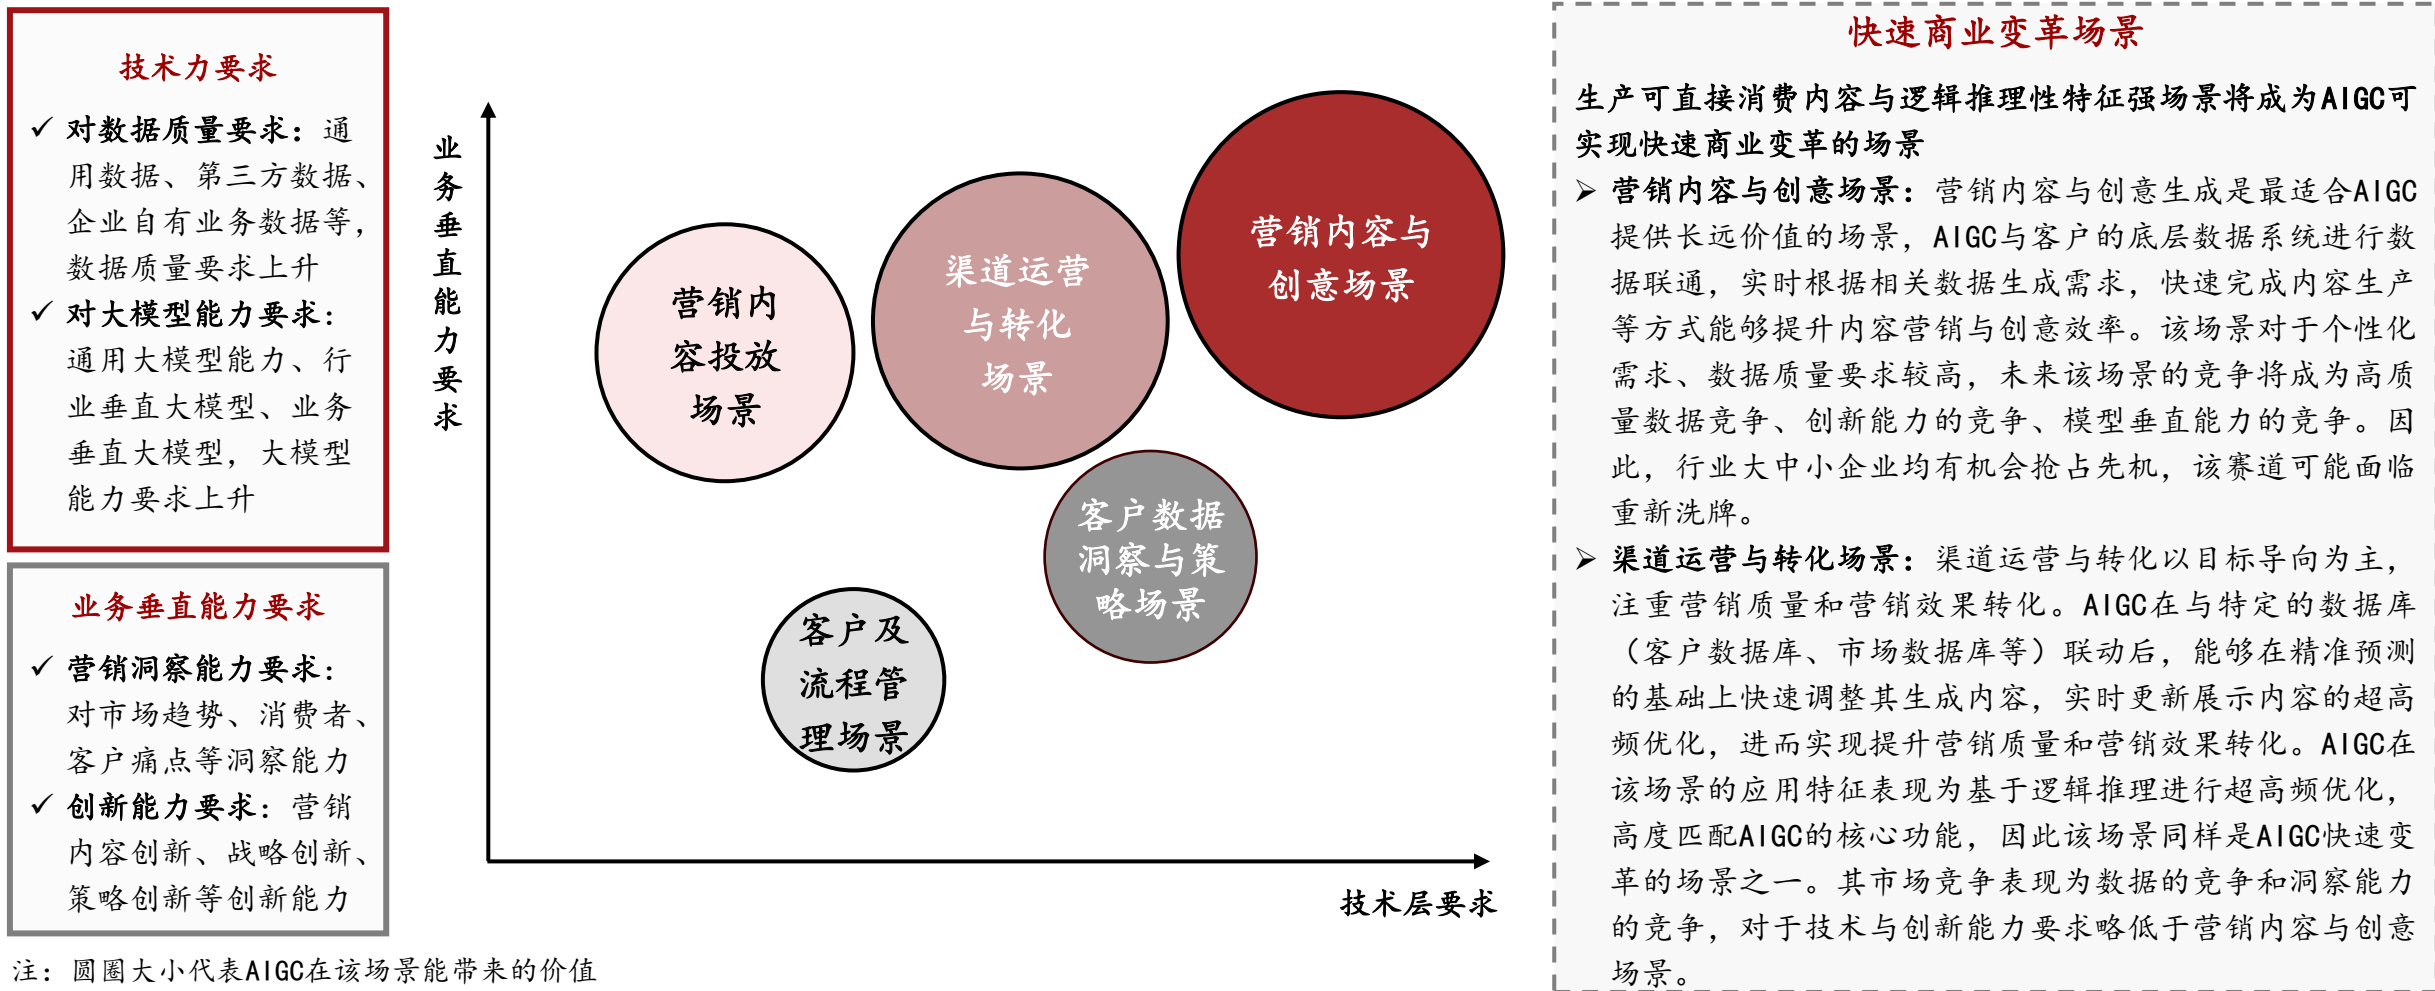 技术力要求
✓ 对数据质量要求：通
用数据、第三方数据、
企业自有业务数据等，
数据质量要求上升
✓ 对大模型能力要求：
通用大模型能力、行
业垂直大模型、业务
垂直大模型，大模型
能力要求上升
业务垂直能力要求
✓ 营销洞察能力要求：
对市场趋势、消费者、
客户痛点等洞察能力
✓ 创新能力要求：营销
内容创新、战略创新、
策略创新等创新能力
注：圆圈大小代表AIGC在该场景能带来的价值
业务垂直能力要求
营销内
容投放
场景
渠道运营
与转化
场景
营销内容与
创意场景
客户数据
洞察与策
略场景
客户及
流程管
理场景
技术层要求
快速商业变革场景
生产可直接消费内容与逻辑推理性特征强场景将成为AIGC可
实现快速商业变革的场景
➢ 营销内容与创意场景：营销内容与创意生成是最适合AIGC
提供长远价值的场景，AIGC与客户的底层数据系统进行数
据联通，实时根据相关数据生成需求，快速完成内容生产
等方式能够提升内容营销与创意效率。该场景对于个性化
需求、数据质量要求较高，未来该场景的竞争将成为高质
量数据竞争、创新能力的竞争、模型垂直能力的竞争。因
此，行业大中小企业均有机会抢占先机，该赛道可能面临
重新洗牌。
➢ 渠道运营与转化场景：渠道运营与转化以目标导向为主，
注重营销质量和营销效果转化。AIGC在与特定的数据库
（客户数据库、市场数据库等）联动后，能够在精准预测
的基础上快速调整其生成内容，实时更新展示内容的超高
频优化，进而实现提升营销质量和营销效果转化。AIGC在
该场景的应用特征表现为基于逻辑推理进行超高频优化，
高度匹配AIGC的核心功能，因此该场景同样是AIGC快速变
革的场景之一。其市场竞争表现为数据的竞争和洞察能力
的竞争，对于技术与创新能力要求略低于营销内容与创意
场景。